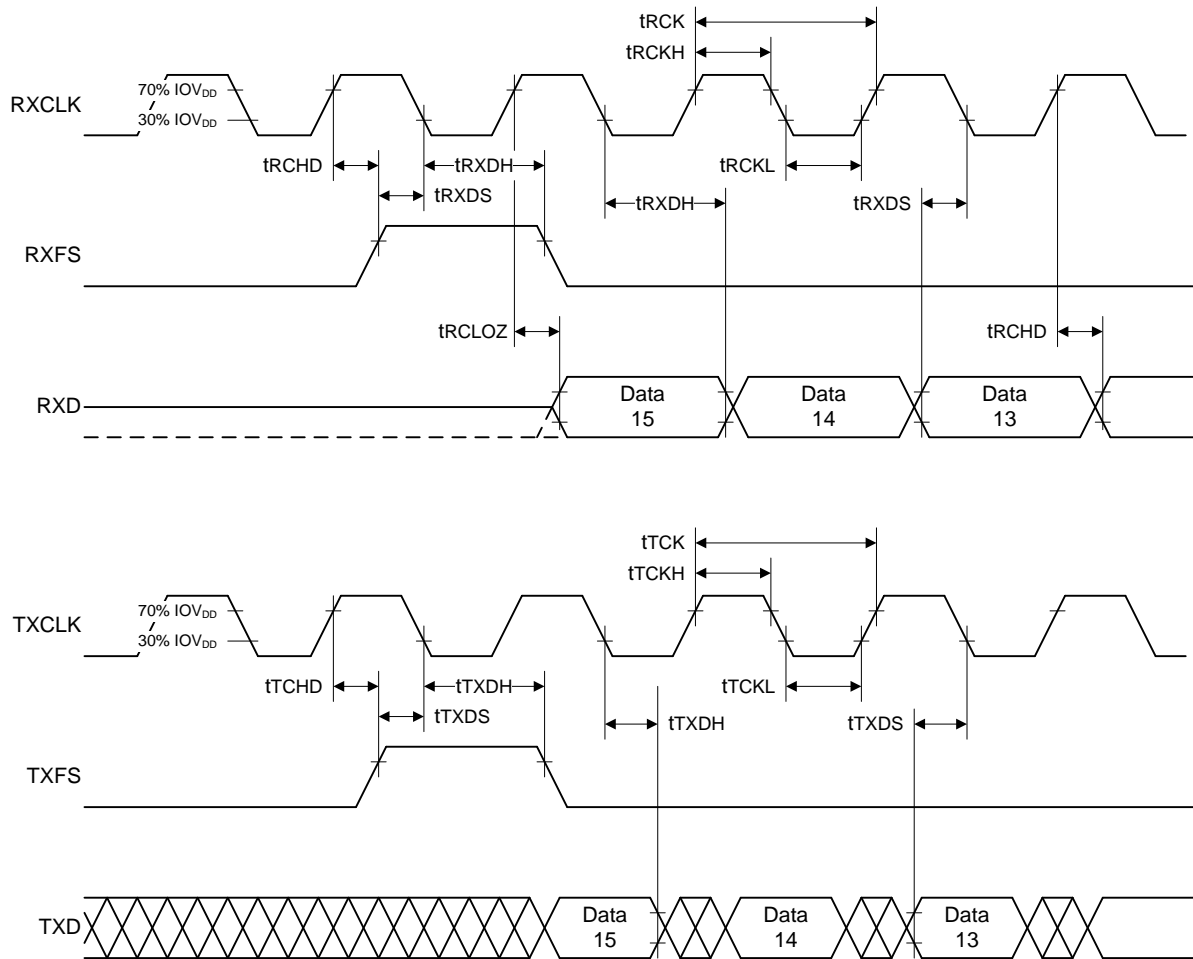 tRCK
tRCKH
RXCLK
70% IOVDD
30% IOVDD
tRCHD
tRXDH
tRCKL
tRXDS
tRXDH
tRXDS
RXFS
tRCLOZ
tRCHD
RXD
Data
15
Data
14
Data
13
tTCK
tTCKH
TXCLK
70% IOVDD
30% IOVDD
tTCHD
tTXDH
tTCKL
tTXDS
tTXDH
tTXDS
TXFS
TXD
Data
15
Data
14
Data
13